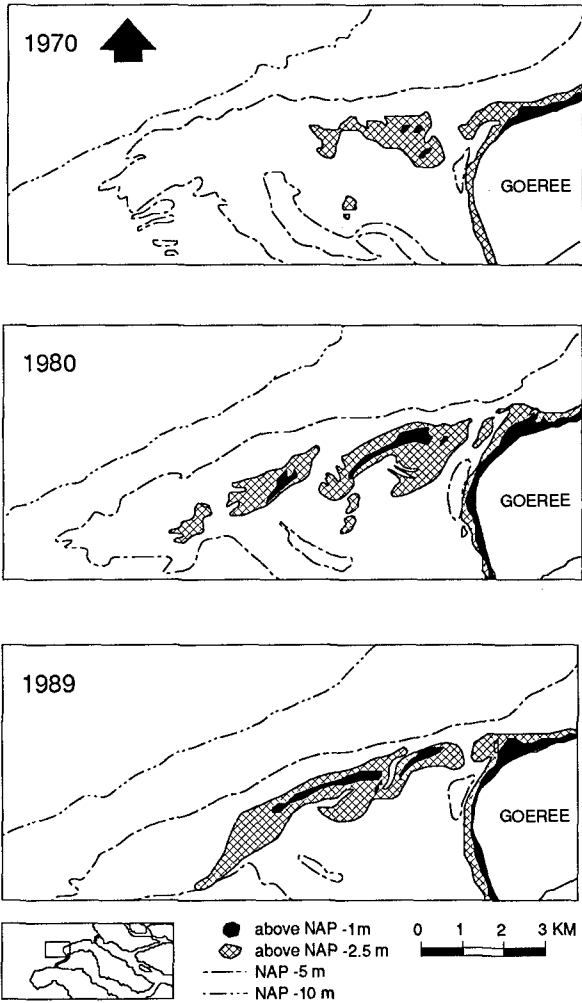 1970
GOEREE
1980
GOEREE
1989
GOEREE
above NAP -1m
above NAP -2.5 m
NAP -5 m
NAP -10 m
0 1 2 3 KM